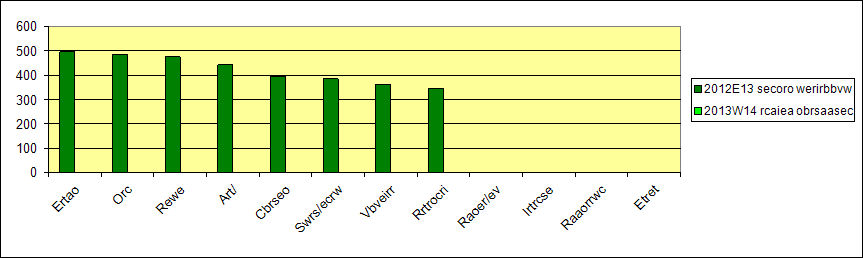 600
500
400
300
200
100
0
Ertao
Orc
Rewe
Art/
Cbrseo
Swrs/ecrw
Vbveirr
Rrtrocri
Raoer/ev
Irtrcse
Raaorrwc
Etret
2012E13 secoro werirbbvw
2013W14 rcaiea obrsaasec